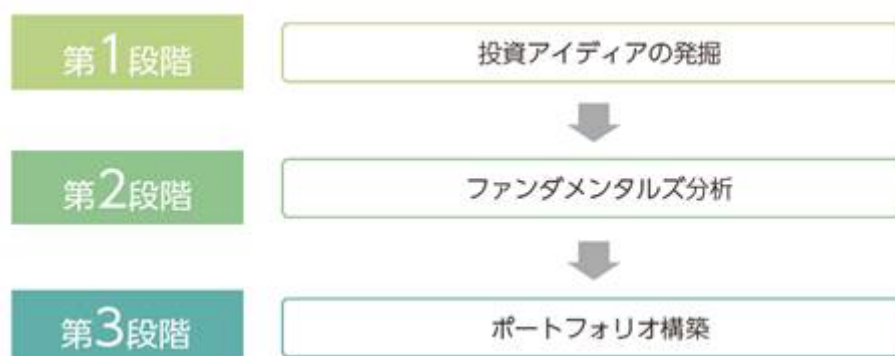 第1段階 投資アイディアの発掘
第2段階 ファンダメンタルズ分析
第3段階 ポートフォリオ構築